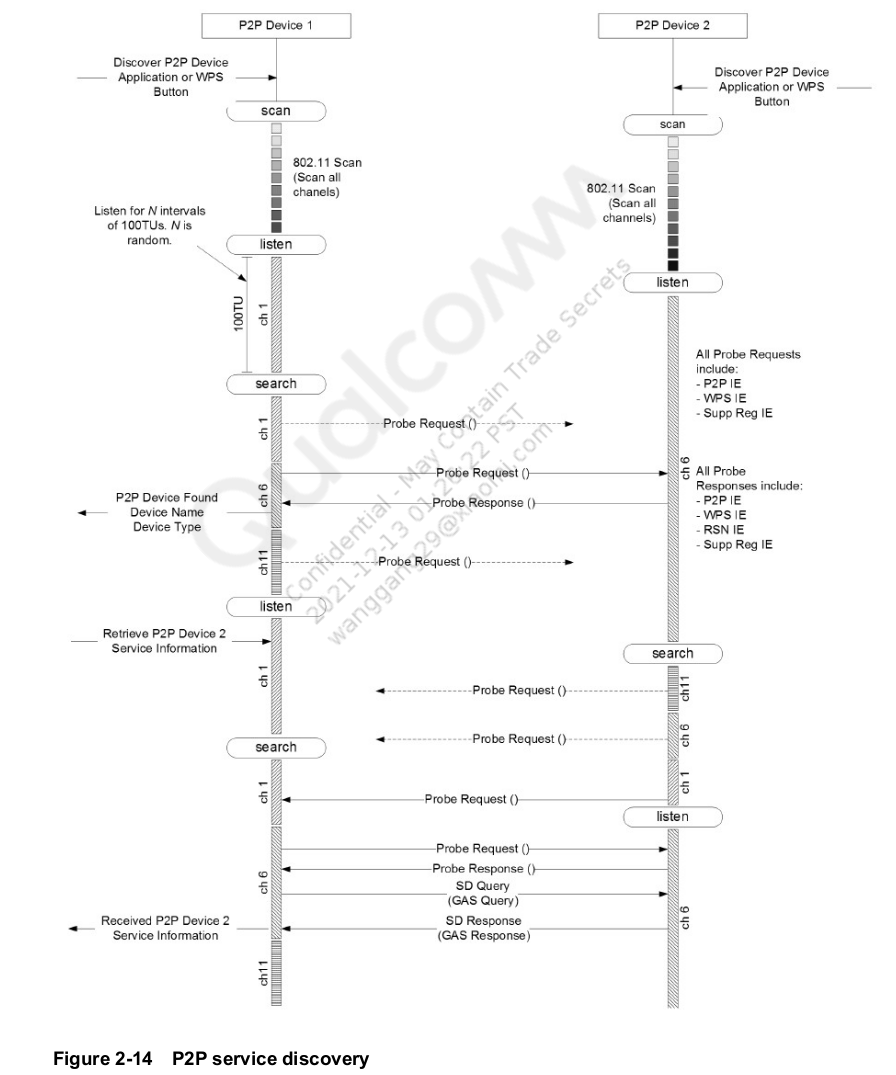 P2P Device 1
P2P Device 2
Discover P2P Device
Application or WPS
Button
Discover P2P Device
Application or WPS
Button
scan
scan
802.11 Scan
(Scan all
chanels)
802.11 Scan
(Scan all
channels)
Listen for N intervals
of 100TUs. N is
random.
listen
listen
100TU
ch 1
All Probe Requests
include:
- P2P IE
- WPS IE
- Supp Reg IE
search
ch 1
Probe Request ()
ch 6
Probe Request ()
ch 6
All Probe
Responses include:
- P2P IE
- WPS IE
- RSN IE
- Supp Reg IE
P2P Device Found
Device Name
Device Type
Probe Response ()
ch11
Probe Request ()
listen
Retrieve P2P Device 2
Service Information
ch 1
search
Probe Request ()
ch11
Probe Request ()
ch 6
search
ch 1
Probe Request ()
ch 1
listen
Probe Request ()
Probe Response ()
ch 6
SD Query
(GAS Query)
Received P2P Device 2
Service Information
SD Response
(GAS Response)
ch 6
ch11
Qualcomm
Confidential - May Contain Trade Secrets
2021-12-13 01:28:22 PST
wanggang29@xiaomi.com
Figure 2-14 P2P service discovery